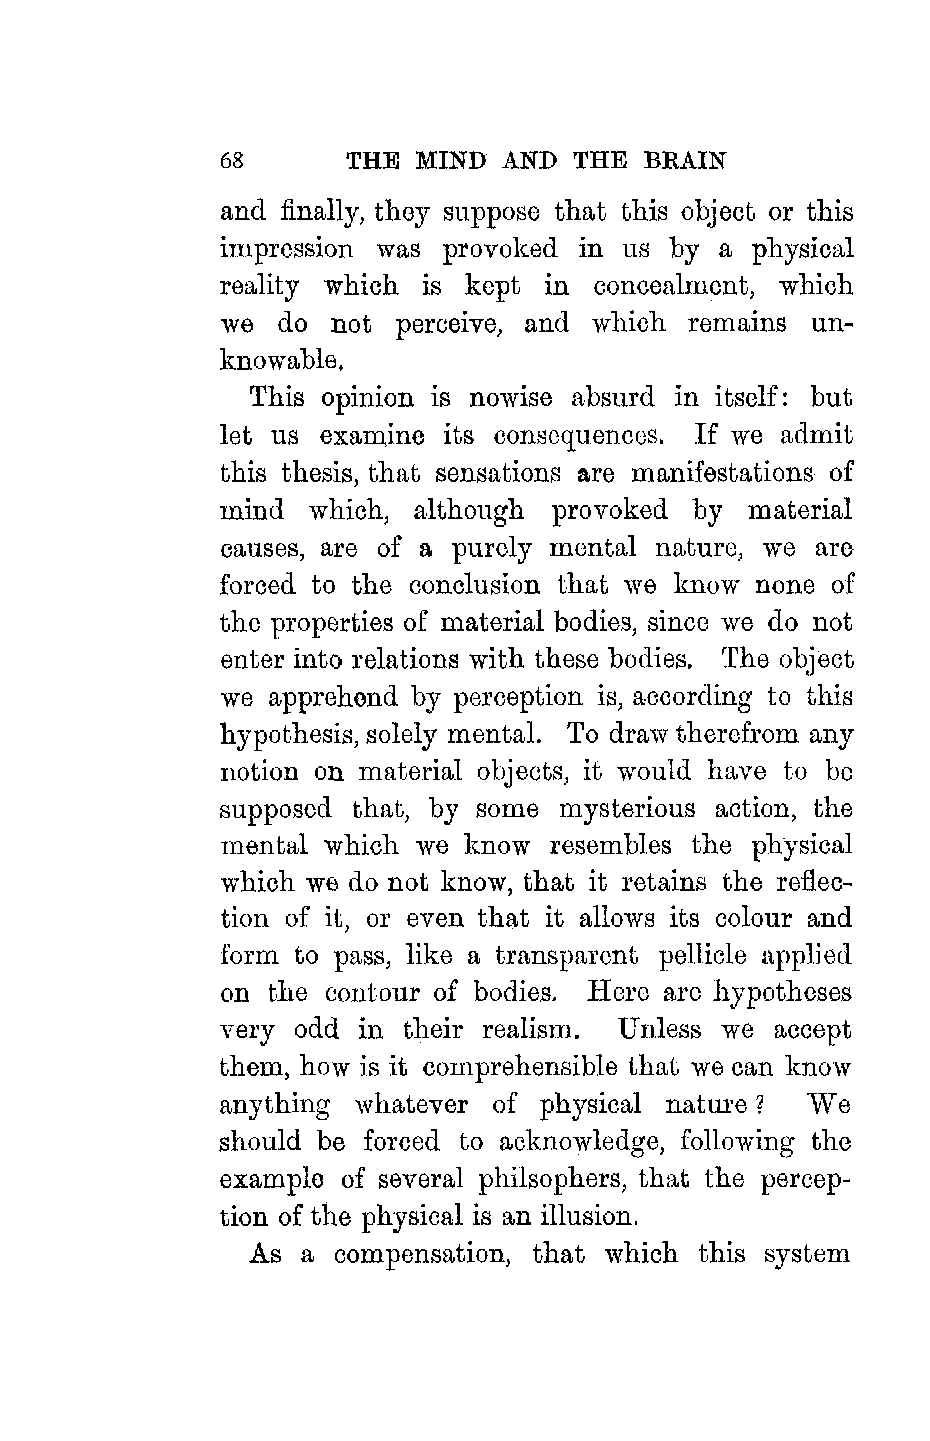 68 THE MIND AND THE BRAIN
and finally, they suppose that this object or this
impression was provoked in us by a physical
reality which is kept in concealment, which
we do not perceive, and which remains un-
knowable.
This opinion is nowise absurd in itself: but
let us examine its consequences. If we admit
this thesis, that sensations are manifestations of
mind which, although provoked by material
causes, are of a purely mental nature, we are
forced to the conclusion that we know none of
the properties of material bodies, since we do not
enter into relations with these bodies. The object
we apprehend by perception is, according to this
hypothesis, solely mental. To draw therefrom any
notion on material objects, it would have to be
supposed that, by some mysterious action, the
mental which we know resembles the physical
which we do not know, that it retains the reflec-
tion of it, or even that it allows its colour and
form to pass, like a transparent pellicle applied
on the contour of bodies. Here are hypotheses
very odd in their realism. Unless we accept
them, how is it comprehensible that we can know
anything whatever of physical nature? We
should be forced to acknowledge, following the
example of several philsophers, that the percep-
tion of the physical is an illusion.
As a compensation, that which this system